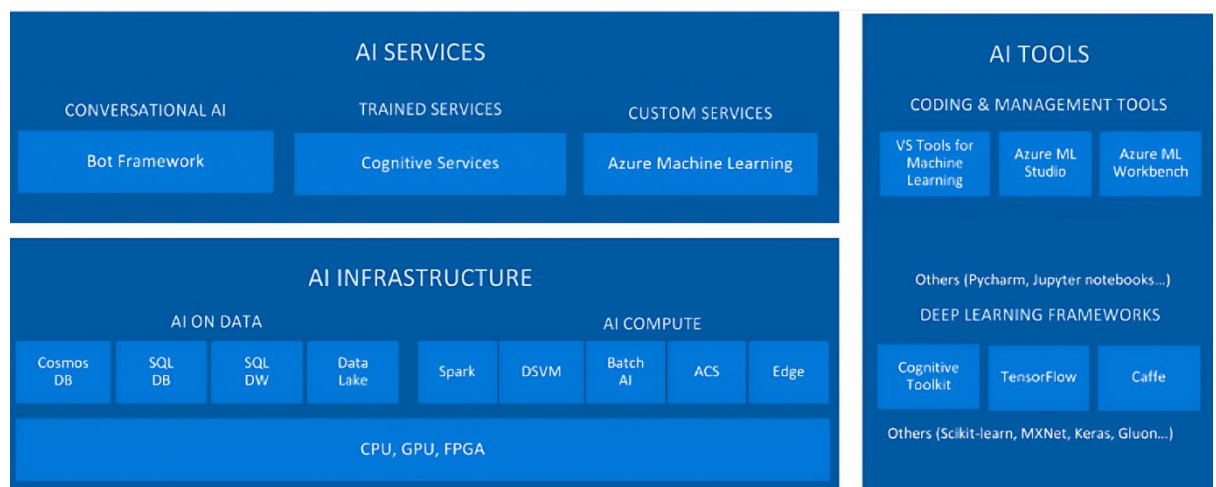 AI SERVICES
CONVERSATIONAL AI
Bot Framework
TRAINED SERVICES
Cognitive Services
CUSTOM SERVICES
Azure Machine Learning
AI INFRASTRUCTURE
AI ON DATA
Cosmos
DB
SQL
DB
SQL
DW
Data
Lake
AI COMPUTE
Spark
DSVM
Batch
AI
ACS
Edge
CPU, GPU, FPGA
AI TOOLS
CODING & MANAGEMENT TOOLS
VS Tools for
Machine
Learning
Azure ML
Studio
Azure ML
Workbench
Others (Pycharm, Jupyter notebooks...)
DEEP LEARNING FRAMEWORKS
Cognitive
Toolkit
TensorFlow
Caffe
Others (Scikit-learn, MXNet, Keras, Gluon...)